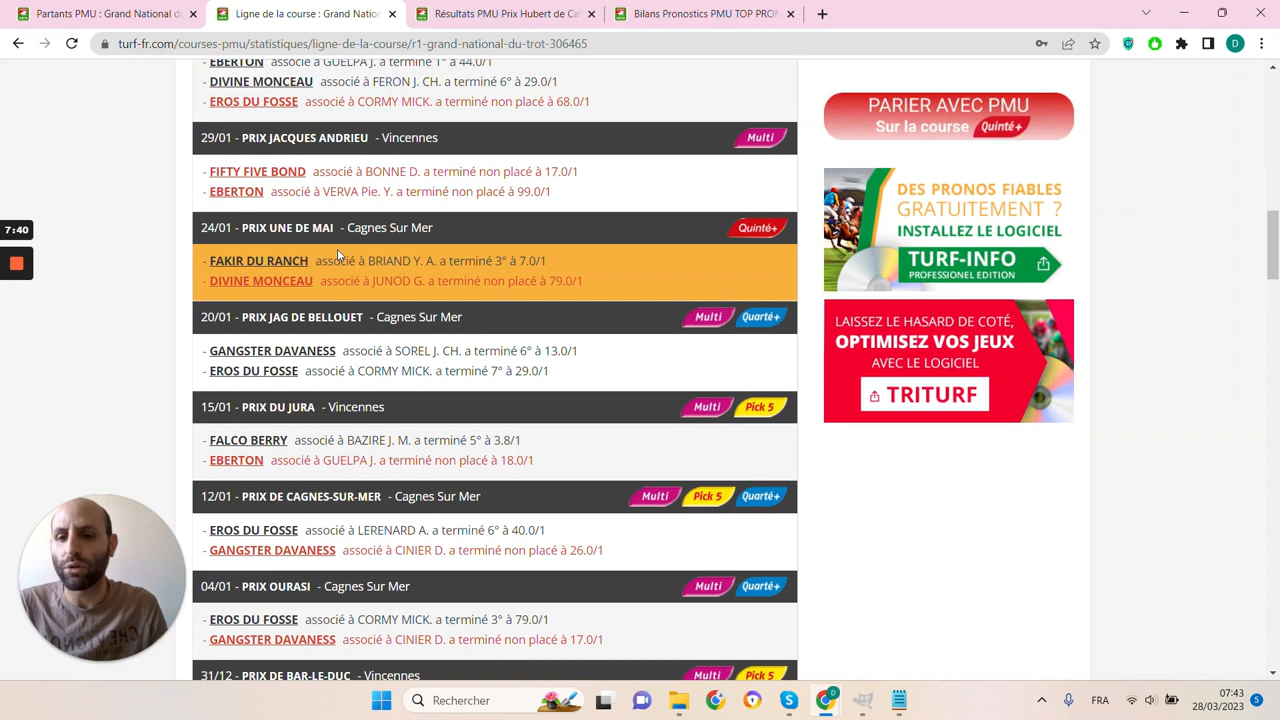 Partants PMU : Grand National d
Ligne de la course : Grand Nation
Résultats PMU Prix Hubert de Ca
Bilans Pronostics PMU TOP PRON
turf-fr.com/courses-pmu/statistiques/ligne-de-la-course/r1-grand-national-du-trot-306465
D
- EBERTON associé à GUELPA J. a terminé 1° à 44.0/1
- DIVINE MONCEAU associé à FERON J. CH. a terminé 6° à 29.0/1
- EROS DU FOSSE associé à CORMY MICK. a terminé non placé à 68.0/1
29/01 - PRIX JACQUES ANDRIEU - Vincennes Multi
- FIFTY FIVE BOND associé à BONNE D. a terminé non placé à 17.0/1
- EBERTON associé à VERVA Pie. Y. a terminé non placé à 99.0/1
24/01 - PRIX UNE DE MAI - Cagnes Sur Mer Quinté+
- FAKIR DU RANCH associé à BRIAND Y. A. a terminé 3° à 7.0/1
- DIVINE MONCEAU associé à JUNOD G. a terminé non placé à 79.0/1
20/01 - PRIX JAG DE BELLOUET - Cagnes Sur Mer Multi Quarté+
- GANGSTER DAVANESS associé à SOREL J. CH. a terminé 6° à 13.0/1
- EROS DU FOSSE associé à CORMY MICK. a terminé 7° à 29.0/1
15/01 - PRIX DU JURA - Vincennes Multi Pick 5
- FALCO BERRY associé à BAZIRE J. M. a terminé 5° à 3.8/1
- EBERTON associé à GUELPA J. a terminé non placé à 18.0/1
12/01 - PRIX DE CAGNES-SUR-MER - Cagnes Sur Mer Multi Pick 5 Quarté+
- EROS DU FOSSE associé à LERENARD A. a terminé 6° à 40.0/1
- GANGSTER DAVANESS associé à CINIER D. a terminé non placé à 26.0/1
04/01 - PRIX OURASI - Cagnes Sur Mer Multi Quarté+
- EROS DU FOSSE associé à CORMY MICK. a terminé 3° à 79.0/1
- GANGSTER DAVANESS associé à CINIER D. a terminé non placé à 17.0/1
31/12 - PRIX DE BAR-LE-DUC - Vincennes Multi Pick 5
PARIER AVEC PMU
Sur la course Quinté+
DES PRONOS FIABLES
GRATUITEMENT ?
INSTALLEZ LE LOGICIEL
TURF-INFO
PROFESSIONEL EDITION
LAISSEZ LE HASARD DE COTÉ,
OPTIMISEZ VOS JEUX
AVEC LE LOGICIEL
TRITURF
7:40
Rechercher
FRA
07:43
28/03/2023
5